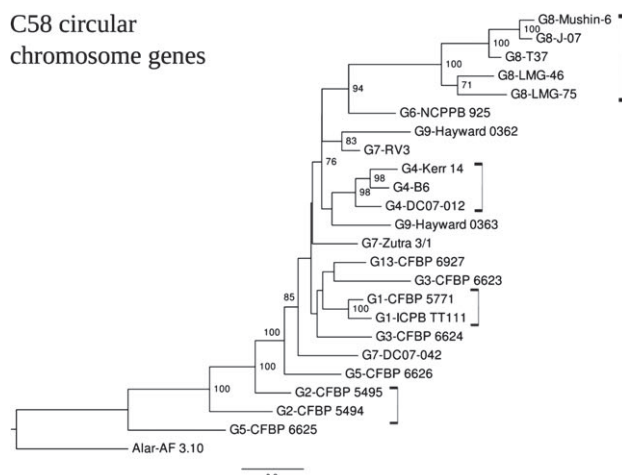 C58 circular
chromosome genes
G8-Mushin-6
100
G8-J-07
100
G8-T37
100
G8-LMG-46
71
G8-LMG-75
94
G6-NCPPB 925
G9-Hayward 0362
83
G7-RV3
76
G4-Kerr 14
98
G4-B6
98
G4-DC07-012
G9-Hayward 0363
G7-Zutra 3/1
G13-CFBP 6927
G3-CFBP 6623
85
G1-CFBP 5771
100
G1-ICPB TT111
G3-CFBP 6624
100
G7-DC07-042
100
G5-CFBP 6626
100
G2-CFBP 5495
G2-CFBP 5494
G5-CFBP 6625
Alar-AF 3.10